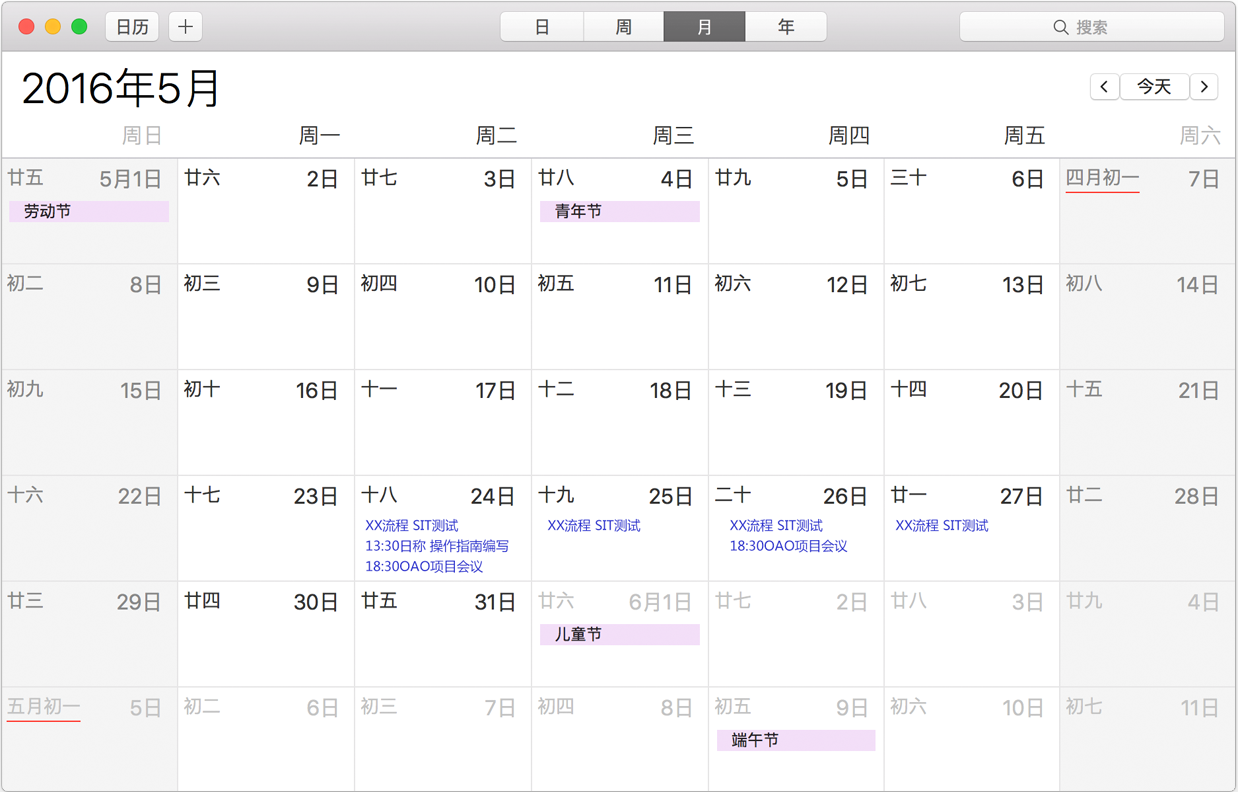 日历 + 日 周 月 年 搜索
2016年5月 今天
周日 周一 周二 周三 周四 周五 周六
廿五 5月1日 廿六 2日 廿七 3日 廿八 4日 廿九 5日 三十 6日 四月初一 7日
劳动节 青年节
初二 8日 初三 9日 初四 10日 初五 11日 初六 12日 初七 13日 初八 14日
初九 15日 初十 16日 十一 17日 十二 18日 十三 19日 十四 20日 十五 21日
十六 22日 十七 23日 十八 24日 十九 25日 二十 26日 廿一 27日 廿二 28日
XX流程 SIT测试 XX流程 SIT测试 XX流程 SIT测试 XX流程 SIT测试
13:30日称 操作指南编写 18:30OAO项目会议
18:30OAO项目会议
廿三 29日 廿四 30日 廿五 31日 廿六 6月1日 廿七 2日 廿八 3日 廿九 4日
儿童节
五月初一 5日 初二 6日 初三 7日 初四 8日 初五 9日 初六 10日 初七 11日
端午节